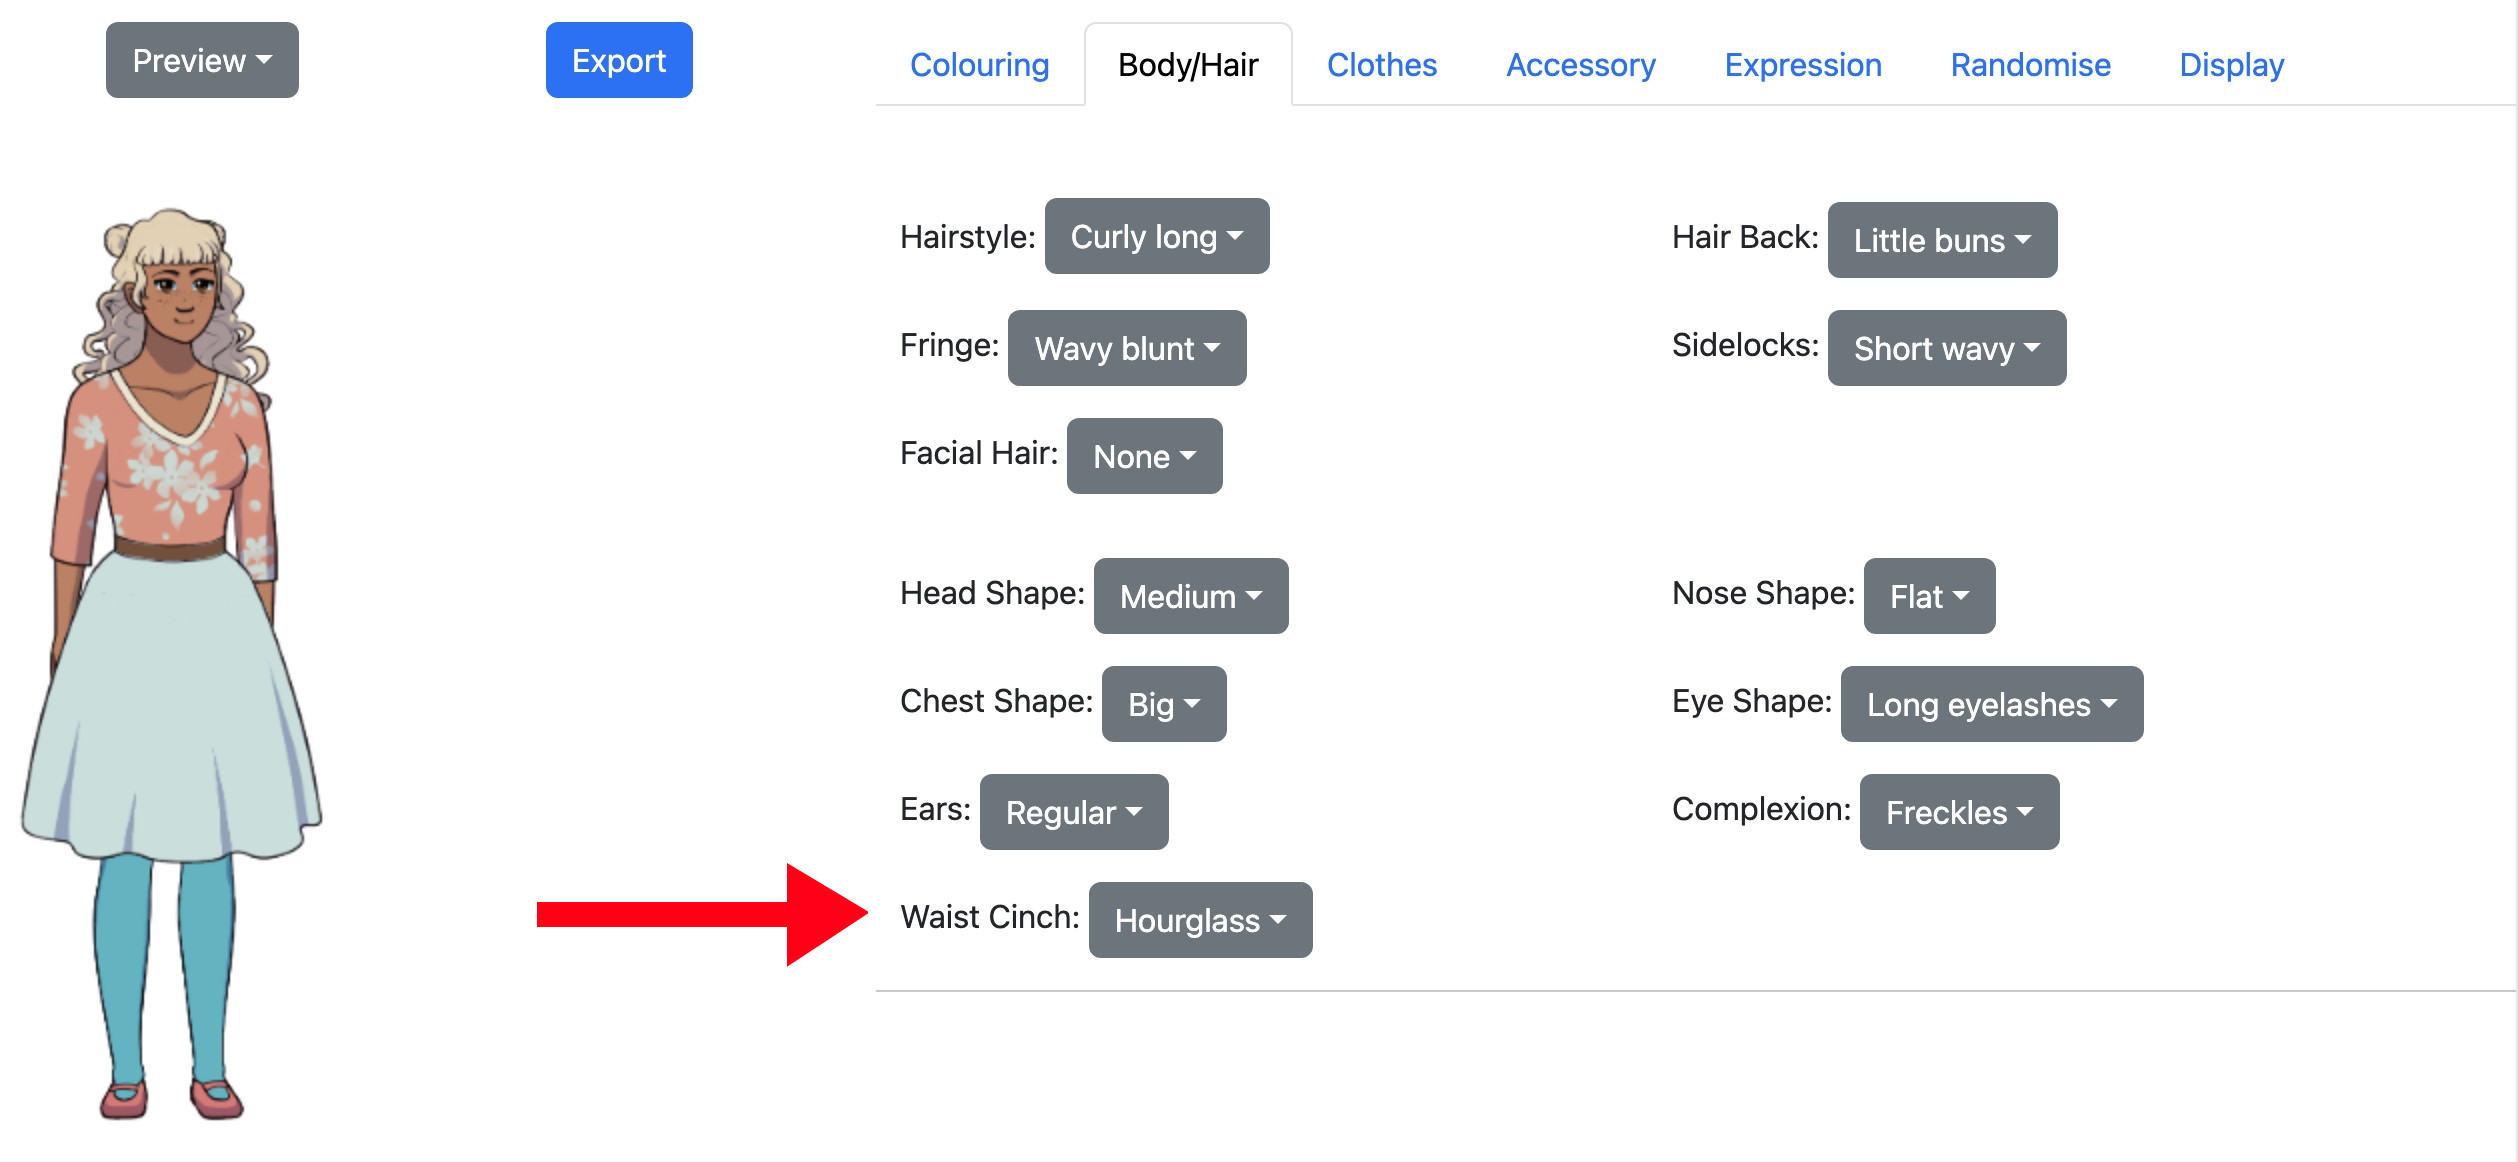 Preview
Export
Colouring
Body/Hair
Clothes
Accessory
Expression
Randomise
Display
Hairstyle: Curly long
Hair Back: Little buns
Fringe: Wavy blunt
Sidelocks: Short wavy
Facial Hair: None
Head Shape: Medium
Nose Shape: Flat
Chest Shape: Big
Eye Shape: Long eyelashes
Ears: Regular
Complexion: Freckles
Waist Cinch: Hourglass